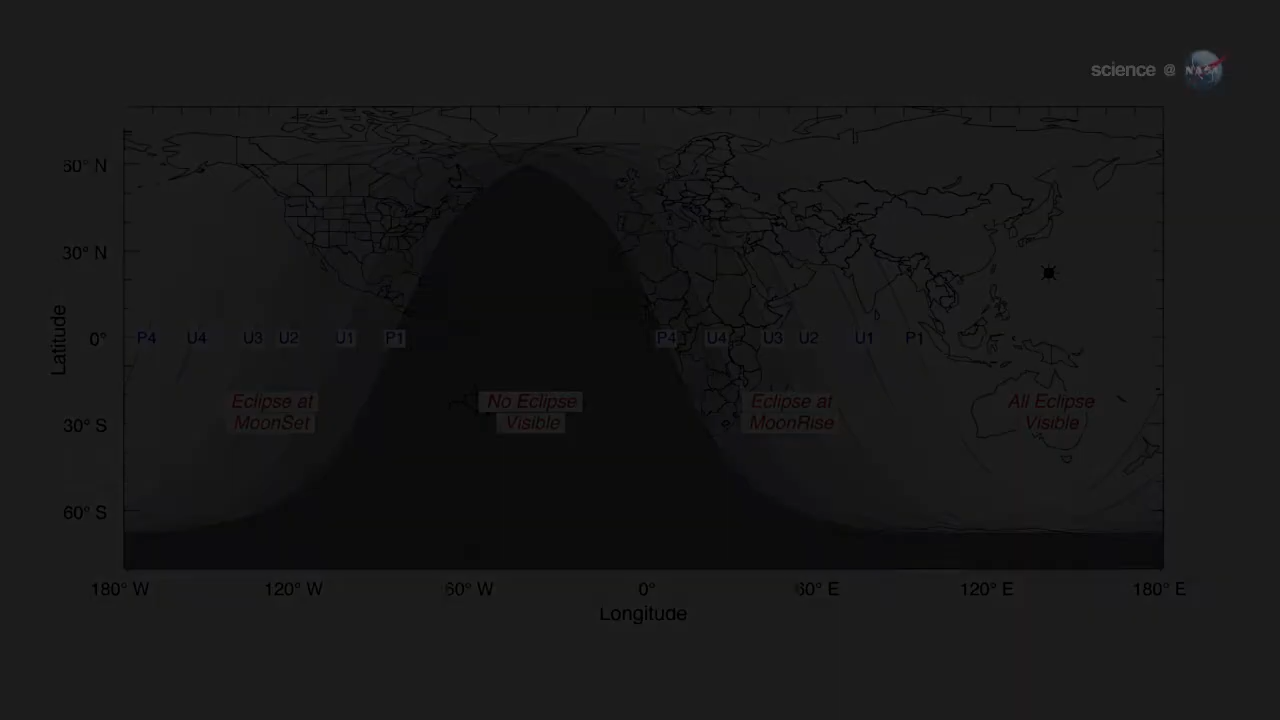 science @ NASA
60° N
30° N
Latitude
0°
P4 U4 U3 U2 U1 P1 P4 U4 U3 U2 U1 P1
Eclipse at
MoonSet
No Eclipse
Visible
Eclipse at
MoonRise
All Eclipse
Visible
30° S
60° S
180° W 120° W 60° W 0° 60° E 120° E 180° E
Longitude